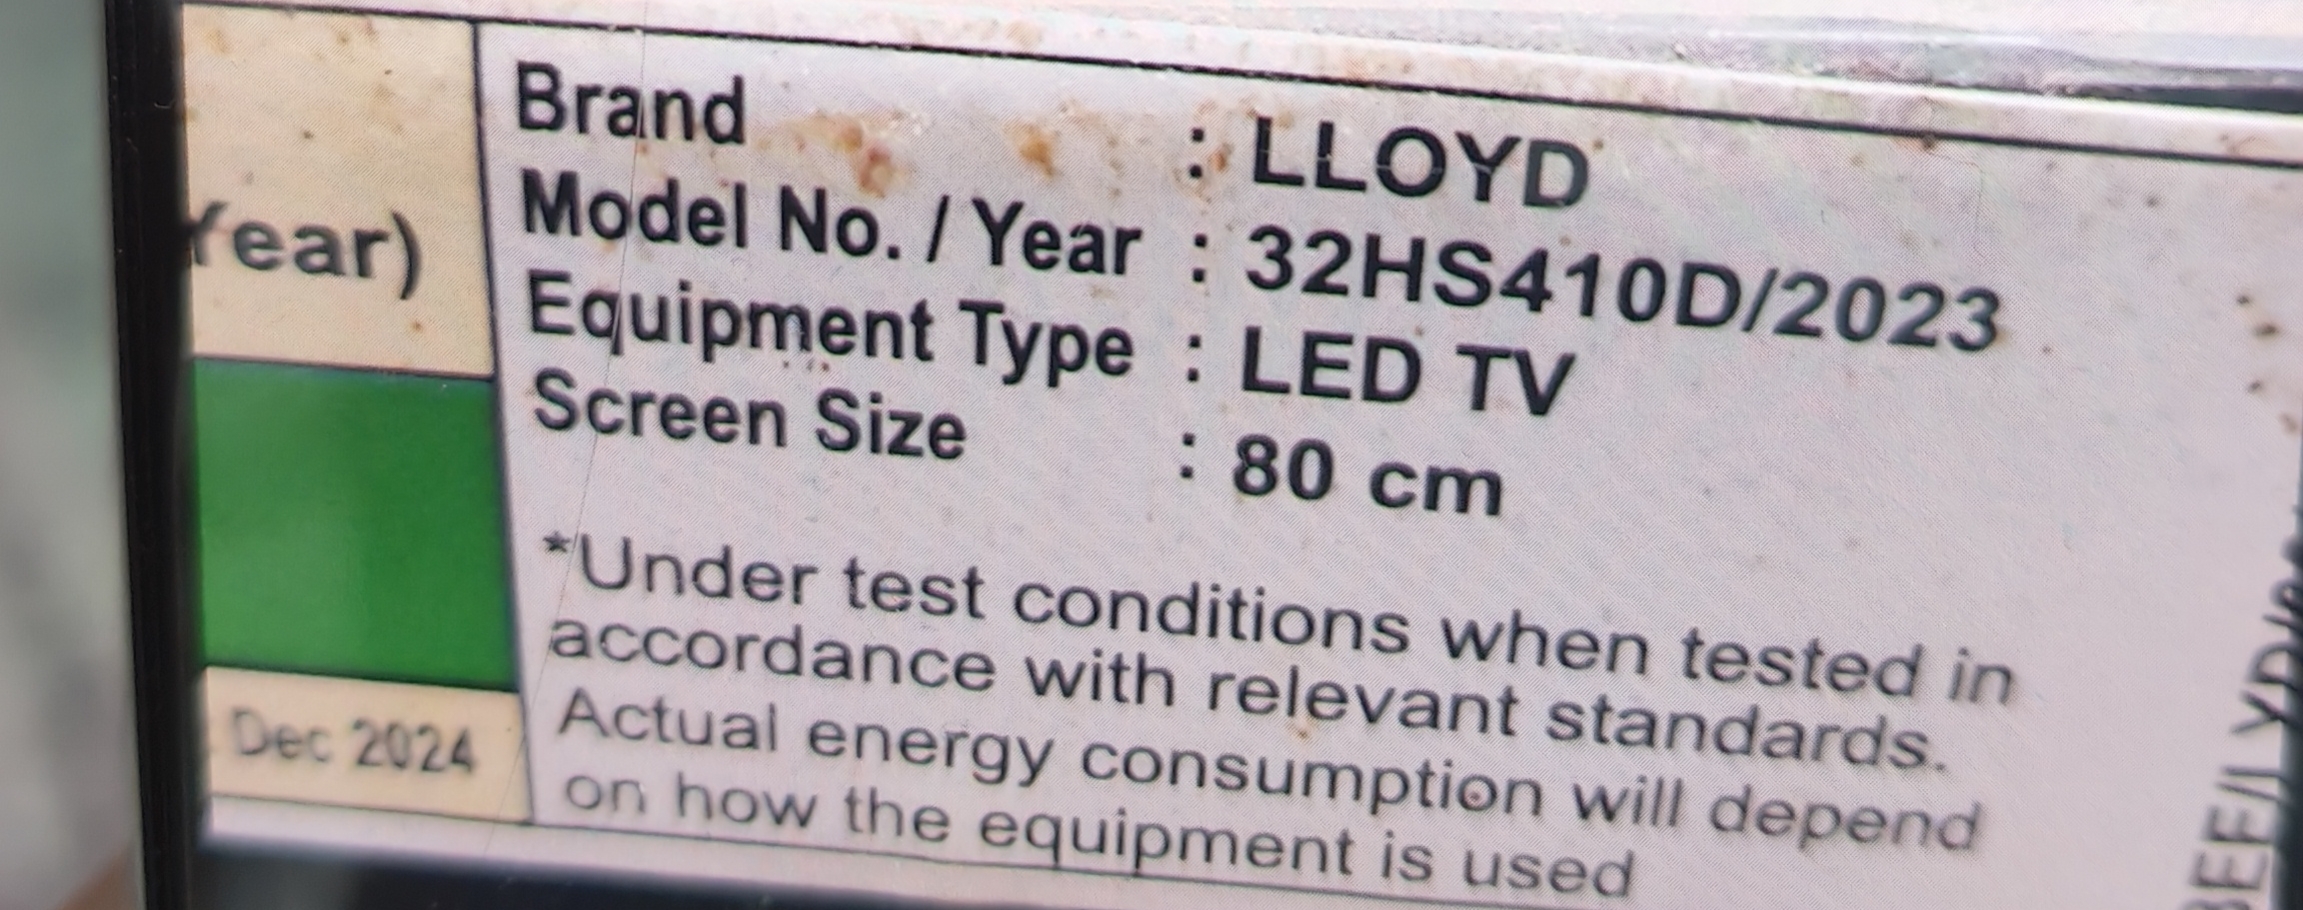 Year)
Dec 2024
Brand : LLOYD
Model No. / Year : 32HS410D/2023
Equipment Type : LED TV
Screen Size : 80 cm
*Under test conditions when tested in
accordance with relevant standards.
Actual energy consumption will depend
on how the equipment is used